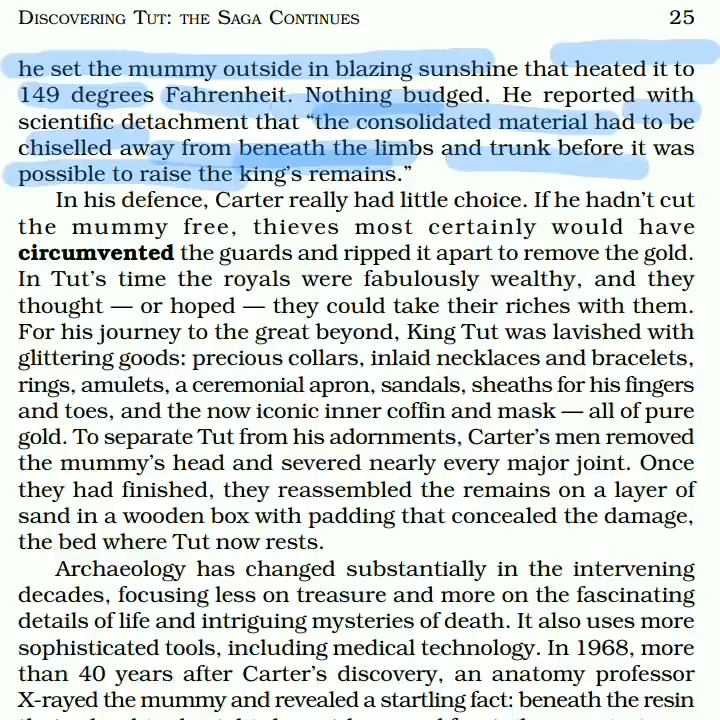 DISCOVERING TUT: THE SAGA CONTINUES 25
he set the mummy outside in blazing sunshine that heated it to
149 degrees Fahrenheit. Nothing budged. He reported with
scientific detachment that “the consolidated material had to be
chiselled away from beneath the limbs and trunk before it was
possible to raise the king’s remains.”
In his defence, Carter really had little choice. If he hadn’t cut
the mummy free, thieves most certainly would have
circumvented the guards and ripped it apart to remove the gold.
In Tut’s time the royals were fabulously wealthy, and they
thought — or hoped — they could take their riches with them.
For his journey to the great beyond, King Tut was lavished with
glittering goods: precious collars, inlaid necklaces and bracelets,
rings, amulets, a ceremonial apron, sandals, sheaths for his fingers
and toes, and the now iconic inner coffin and mask — all of pure
gold. To separate Tut from his adornments, Carter’s men removed
the mummy’s head and severed nearly every major joint. Once
they had finished, they reassembled the remains on a layer of
sand in a wooden box with padding that concealed the damage,
the bed where Tut now rests.
Archaeology has changed substantially in the intervening
decades, focusing less on treasure and more on the fascinating
details of life and intriguing mysteries of death. It also uses more
sophisticated tools, including medical technology. In 1968, more
than 40 years after Carter’s discovery, an anatomy professor
X-rayed the mummy and revealed a startling fact: beneath the resin